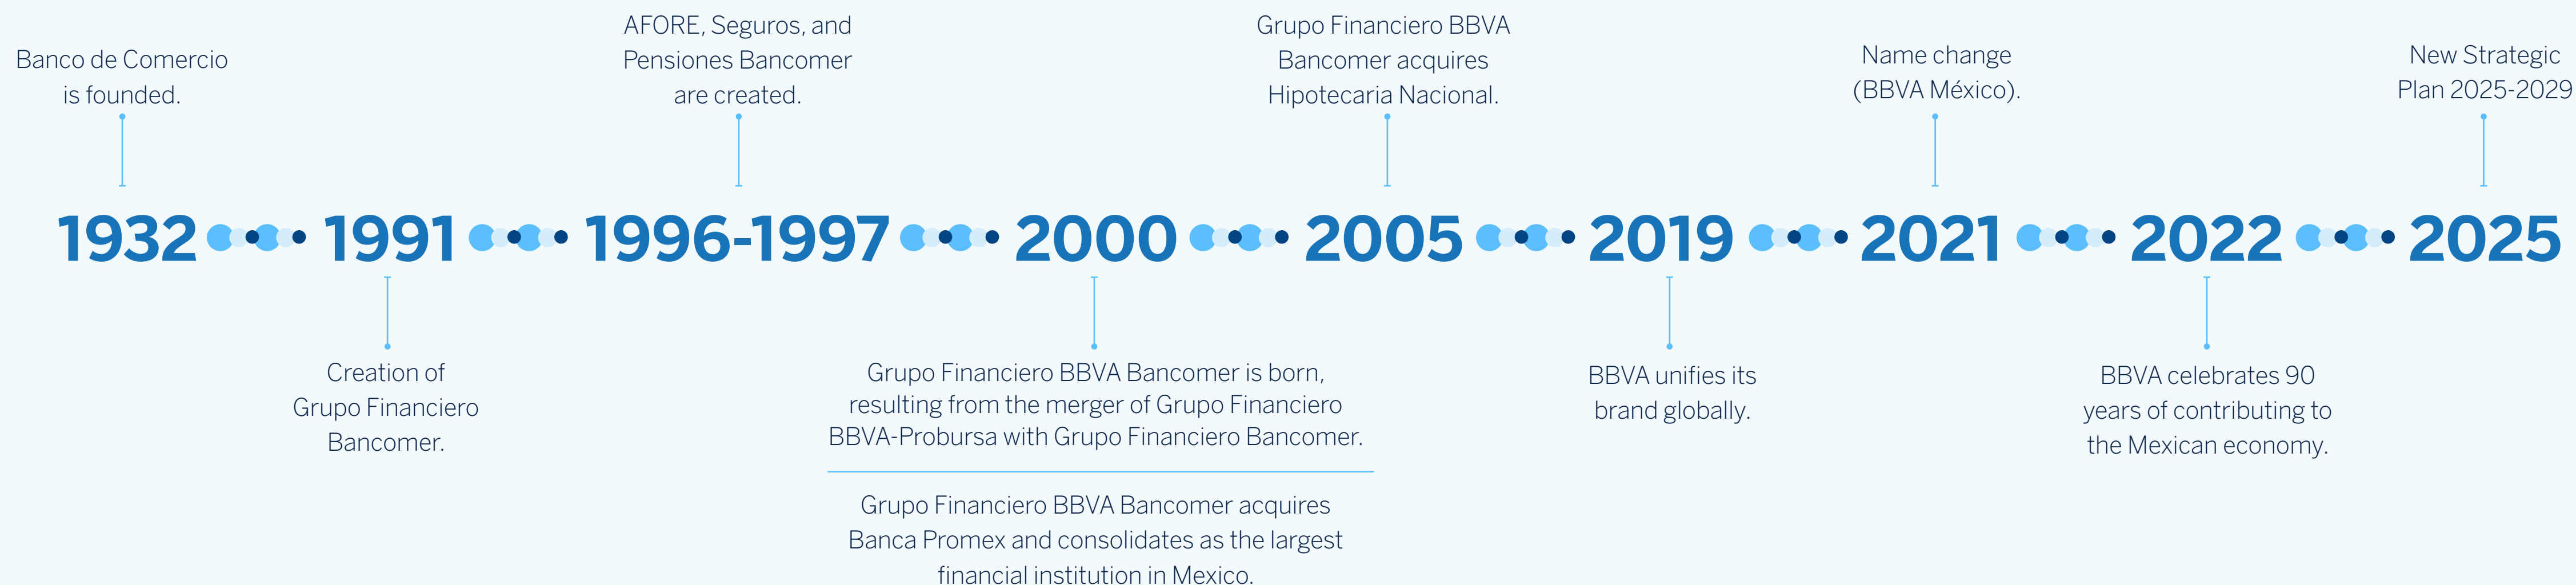 Banco de Comercio
is founded.
AFORE, Seguros, and
Pensiones Bancomer
are created.
Grupo Financiero BBVA
Bancomer acquires
Hipotecaria Nacional.
Name change
(BBVA México).
New Strategic
Plan 2025-2029
1932 1991 1996-1997 2000 2005 2019 2021 2022 2025
Creation of
Grupo Financiero
Bancomer.
Grupo Financiero BBVA Bancomer is born,
resulting from the merger of Grupo Financiero
BBVA-Probursa with Grupo Financiero Bancomer.
Grupo Financiero BBVA Bancomer acquires
Banca Promex and consolidates as the largest
financial institution in Mexico.
BBVA unifies its
brand globally.
BBVA celebrates 90
years of contributing to
the Mexican economy.